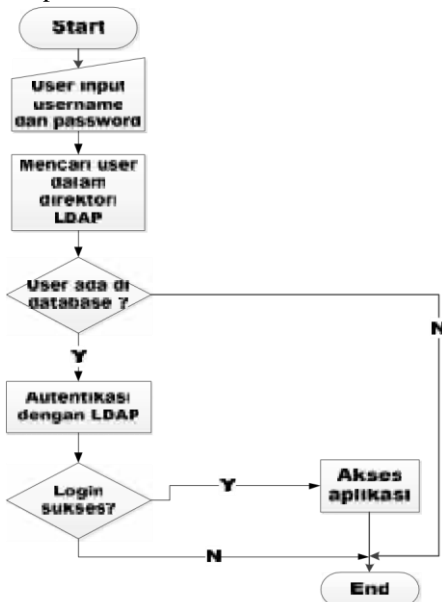 Start
User input
username
dan password
Mencari user
dalam
direktori
LDAP
User ada di
database ?
N
Y
Autentikasi
dengan LDAP
Login
sukses?
Y
Akses
aplikasi
N
End